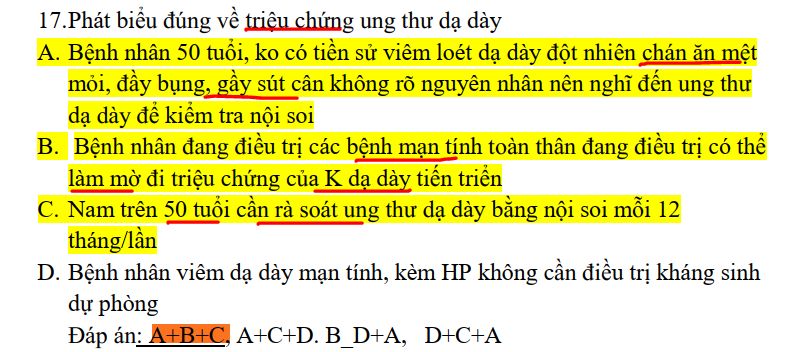 17.Phát biểu đúng về triệu chứng ung thư dạ dày
A. Bệnh nhân 50 tuổi, ko có tiền sử viêm loét dạ dày đột nhiên chán ăn mệt
mỏi, đầy bụng, gầy sút cân không rõ nguyên nhân nên nghĩ đến ung thư
dạ dày để kiểm tra nội soi
B. Bệnh nhân đang điều trị các bệnh mạn tính toàn thân đang điều trị có thể
làm mờ đi triệu chứng của K dạ dày tiến triển
C. Nam trên 50 tuổi cần rà soát ung thư dạ dày bằng nội soi mỗi 12
tháng/lần
D. Bệnh nhân viêm dạ dày mạn tính, kèm HP không cần điều trị kháng sinh
dự phòng
Đáp án: A+B+C, A+C+D. B_D+A, D+C+A